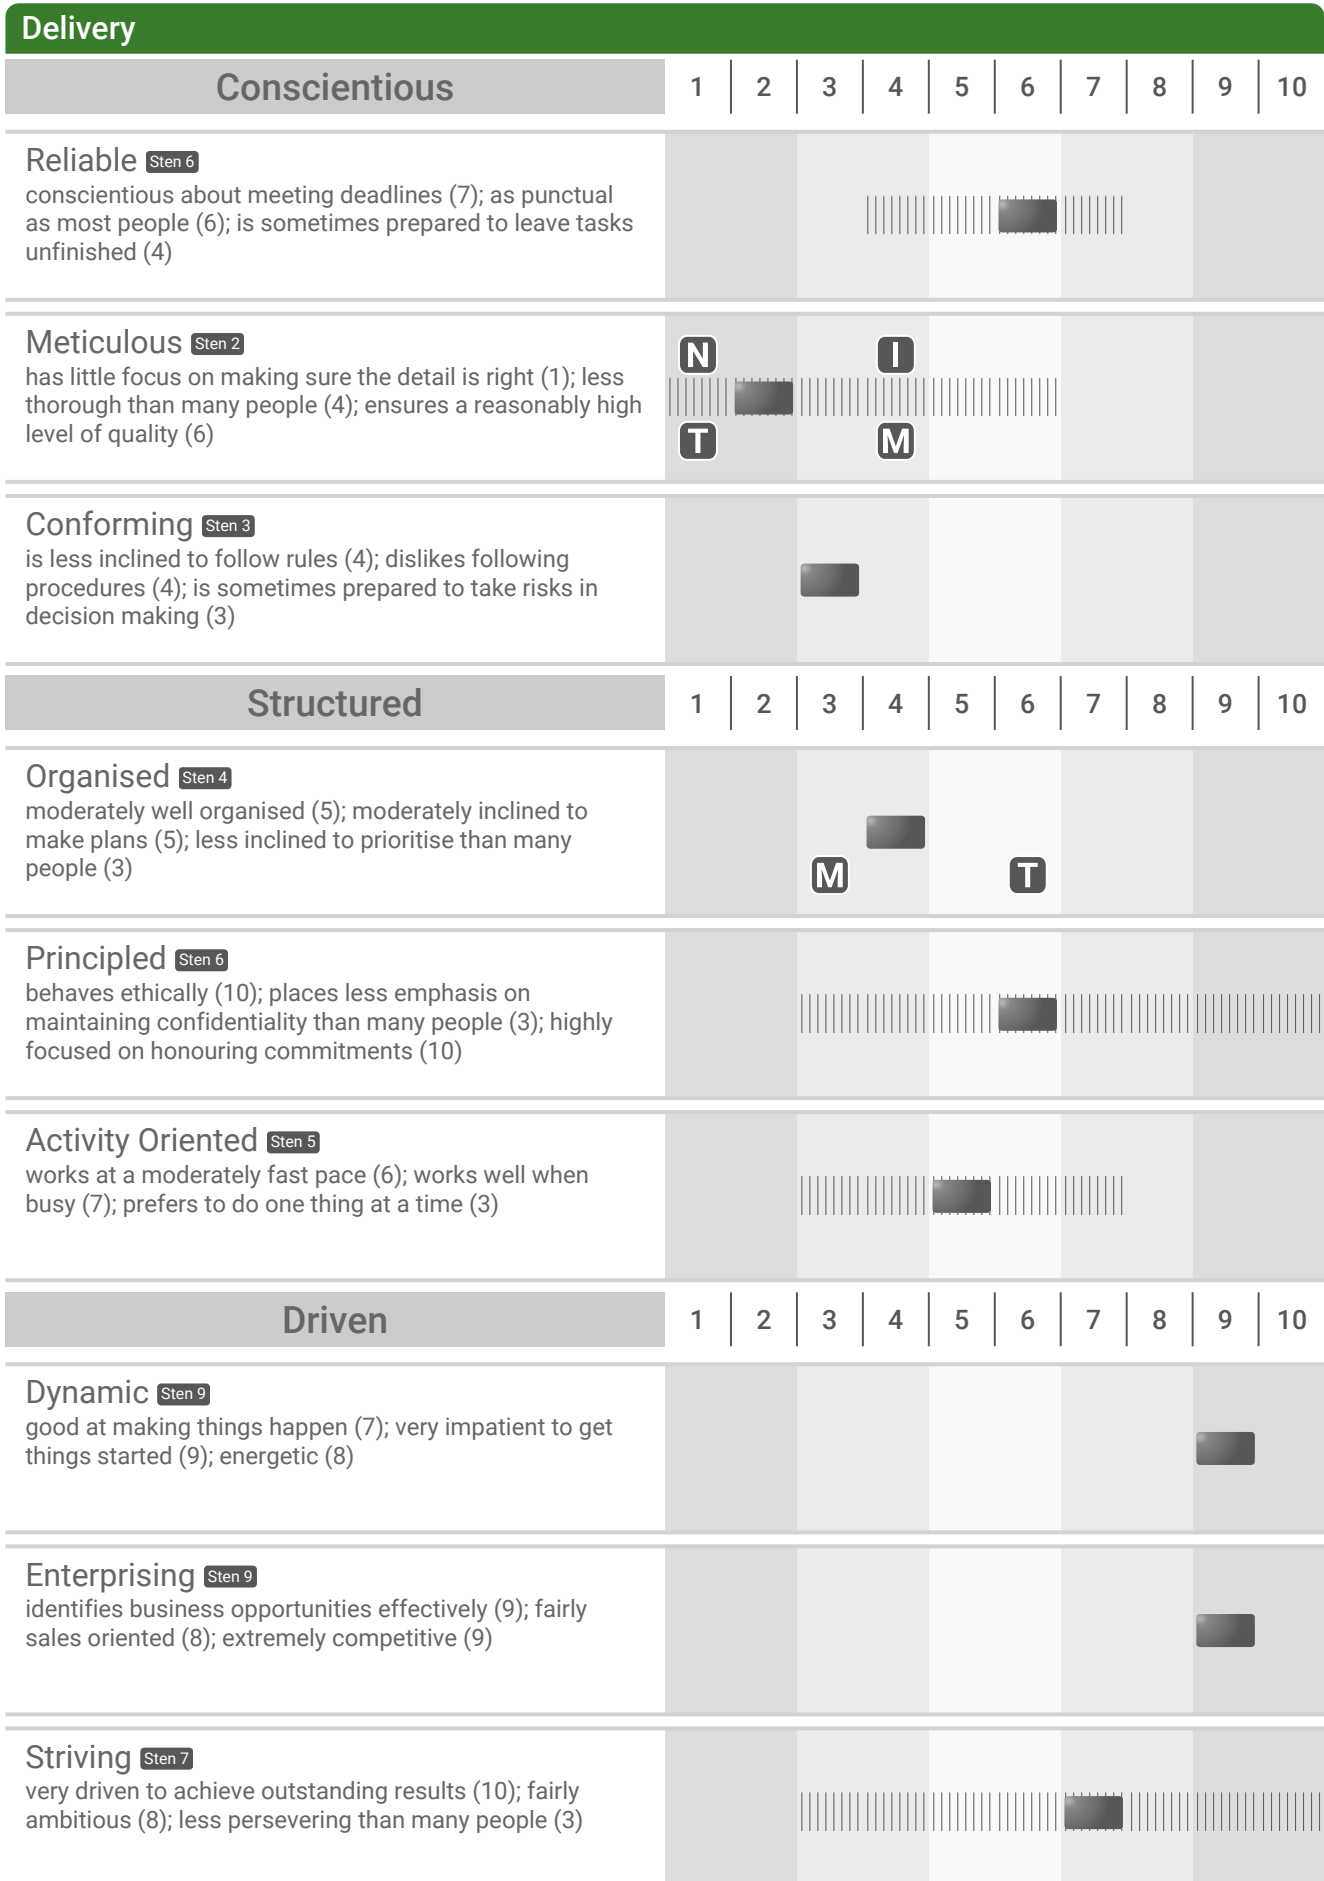 Delivery
Conscientious 1 2 3 4 5 6 7 8 9 10
Reliable Sten 6
conscientious about meeting deadlines (7); as punctual
as most people (6); is sometimes prepared to leave tasks
unfinished (4)
Meticulous Sten 2
has little focus on making sure the detail is right (1); less
thorough than many people (4); ensures a reasonably high
level of quality (6)
N I
T M
Conforming Sten 3
is less inclined to follow rules (4); dislikes following
procedures (4); is sometimes prepared to take risks in
decision making (3)
Structured 1 2 3 4 5 6 7 8 9 10
Organised Sten 4
moderately well organised (5); moderately inclined to
make plans (5); less inclined to prioritise than many
people (3)
M T
Principled Sten 6
behaves ethically (10); places less emphasis on
maintaining confidentiality than many people (3); highly
focused on honouring commitments (10)
Activity Oriented Sten 5
works at a moderately fast pace (6); works well when
busy (7); prefers to do one thing at a time (3)
Driven 1 2 3 4 5 6 7 8 9 10
Dynamic Sten 9
good at making things happen (7); very impatient to get
things started (9); energetic (8)
Enterprising Sten 9
identifies business opportunities effectively (9); fairly
sales oriented (8); extremely competitive (9)
Striving Sten 7
very driven to achieve outstanding results (10); fairly
ambitious (8); less persevering than many people (3)